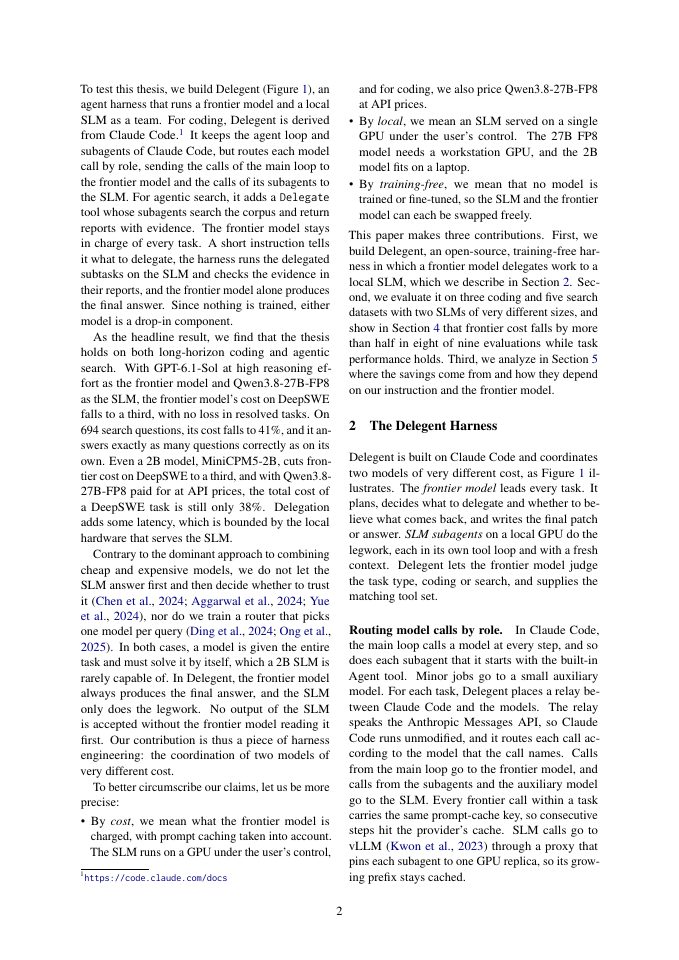 To test this thesis, we build Delegent (Figure 1), an
agent harness that runs a frontier model and a local
SLM as a team. For coding, Delegent is derived
from Claude Code.1 It keeps the agent loop and
subagents of Claude Code, but routes each model
call by role, sending the calls of the main loop to
the frontier model and the calls of its subagents to
the SLM. For agentic search, it adds a Delegate
tool whose subagents search the corpus and return
reports with evidence. The frontier model stays
in charge of every task. A short instruction tells
it what to delegate, the harness runs the delegated
subtasks on the SLM and checks the evidence in
their reports, and the frontier model alone produces
the final answer. Since nothing is trained, either
model is a drop-in component.
As the headline result, we find that the thesis
holds on both long-horizon coding and agentic
search. With GPT-6.1-Sol at high reasoning ef-
fort as the frontier model and Qwen3.8-27B-FP8
as the SLM, the frontier model's cost on DeepSWE
falls to a third, with no loss in resolved tasks. On
694 search questions, its cost falls to 41%, and it an-
swers exactly as many questions correctly as on its
own. Even a 2B model, MiniCPM5-2B, cuts fron-
tier cost on DeepSWE to a third, and with Qwen3.8-
27B-FP8 paid for at API prices, the total cost of
a DeepSWE task is still only 38%. Delegation
adds some latency, which is bounded by the local
hardware that serves the SLM.
Contrary to the dominant approach to combining
cheap and expensive models, we do not let the
SLM answer first and then decide whether to trust
it (Chen et al., 2024; Aggarwal et al., 2024; Yue
et al., 2024), nor do we train a router that picks
one model per query (Ding et al., 2024; Ong et al.,
2025). In both cases, a model is given the entire
task and must solve it by itself, which a 2B SLM is
rarely capable of. In Delegent, the frontier model
always produces the final answer, and the SLM
only does the legwork. No output of the SLM
is accepted without the frontier model reading it
first. Our contribution is thus a piece of harness
engineering: the coordination of two models of
very different cost.
To better circumscribe our claims, let us be more
precise:
• By cost, we mean what the frontier model is
charged, with prompt caching taken into account.
The SLM runs on a GPU under the user's control,
1https://code.claude.com/docs
and for coding, we also price Qwen3.8-27B-FP8
at API prices.
• By local, we mean an SLM served on a single
GPU under the user's control. The 27B FP8
model needs a workstation GPU, and the 2B
model fits on a laptop.
• By training-free, we mean that no model is
trained or fine-tuned, so the SLM and the frontier
model can each be swapped freely.
This paper makes three contributions. First, we
build Delegent, an open-source, training-free har-
ness in which a frontier model delegates work to a
local SLM, which we describe in Section 2. Sec-
ond, we evaluate it on three coding and five search
datasets with two SLMs of very different sizes, and
show in Section 4 that frontier cost falls by more
than half in eight of nine evaluations while task
performance holds. Third, we analyze in Section 5
where the savings come from and how they depend
on our instruction and the frontier model.
2 The Delegent Harness
Delegent is built on Claude Code and coordinates
two models of very different cost, as Figure 1 il-
lustrates. The frontier model leads every task. It
plans, decides what to delegate and whether to be-
lieve what comes back, and writes the final patch
or answer. SLM subagents on a local GPU do the
legwork, each in its own tool loop and with a fresh
context. Delegent lets the frontier model judge
the task type, coding or search, and supplies the
matching tool set.
Routing model calls by role. In Claude Code,
the main loop calls a model at every step, and so
does each subagent that it starts with the built-in
Agent tool. Minor jobs go to a small auxiliary
model. For each task, Delegent places a relay be-
tween Claude Code and the models. The relay
speaks the Anthropic Messages API, so Claude
Code runs unmodified, and it routes each call ac-
cording to the model that the call names. Calls
from the main loop go to the frontier model, and
calls from the subagents and the auxiliary model
go to the SLM. Every frontier call within a task
carries the same prompt-cache key, so consecutive
steps hit the provider's cache. SLM calls go to
vLLM (Kwon et al., 2023) through a proxy that
pins each subagent to one GPU replica, so its grow-
ing prefix stays cached.
2